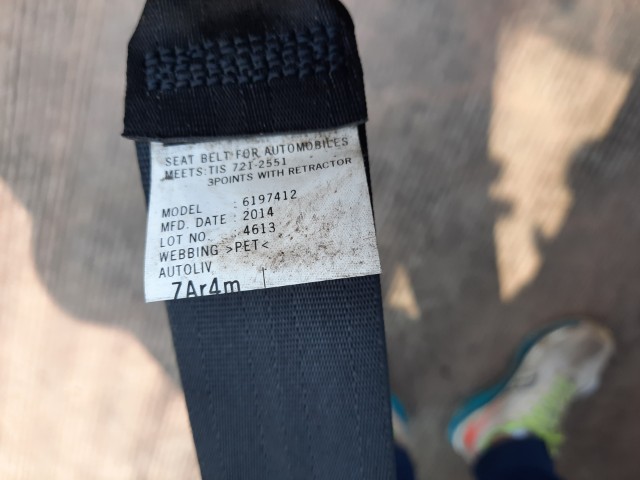 SEAT BELT FOR AUTOMOBILES
MEETS:TIS 721-2551
3POINTS WITH RETRACTOR
MODEL : 6197412
MFD. DATE : 2014
LOT NO. : 4613
WEBBING >PET<
AUTOLIV
7Ar4m